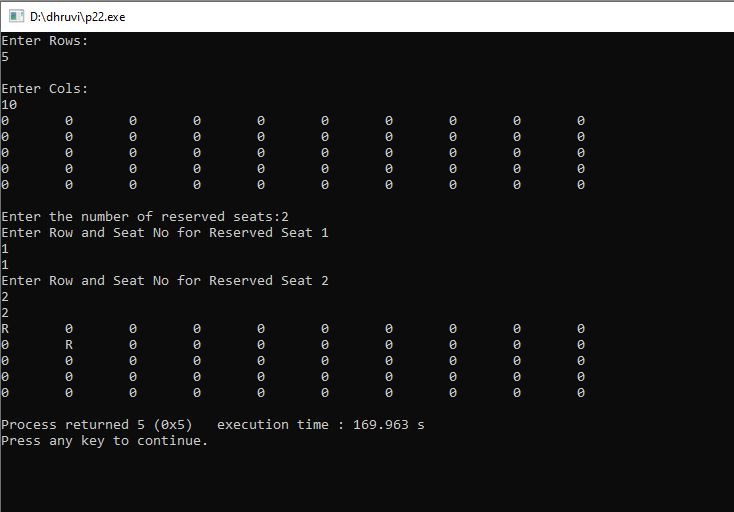 D:\dhruvi\p22.exe
Enter Rows:
5
Enter Cols:
10
0 0 0 0 0 0 0 0 0 0
0 0 0 0 0 0 0 0 0 0
0 0 0 0 0 0 0 0 0 0
0 0 0 0 0 0 0 0 0 0
0 0 0 0 0 0 0 0 0 0
Enter the number of reserved seats:2
Enter Row and Seat No for Reserved Seat 1
1
1
Enter Row and Seat No for Reserved Seat 2
2
2
R 0 0 0 0 0 0 0 0 0
0 R 0 0 0 0 0 0 0 0
0 0 0 0 0 0 0 0 0 0
0 0 0 0 0 0 0 0 0 0
0 0 0 0 0 0 0 0 0 0
Process returned 5 (0x5)   execution time : 169.963 s
Press any key to continue.